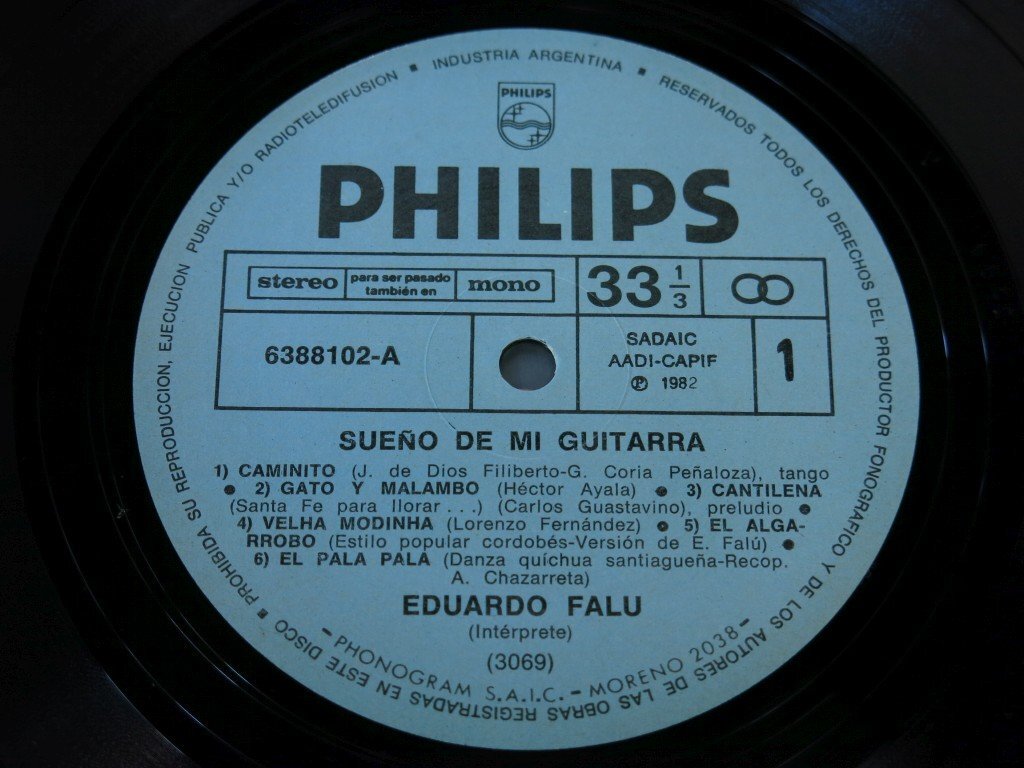 INDUSTRIA ARGENTINA ▪ RESERVADOS TODOS LOS DERECHOS DEL PRODUCTOR FONOGRAFICO Y DE LOS AUTORES DE LAS OBRAS REGISTRADAS EN ESTE DISCO ▪ PROHIBIDA SU REPRODUCCION, EJECUCION PUBLICA Y/O RADIOTELEDIFUSION ▪
PHILIPS
PHILIPS
stereo para ser pasado también en mono
33 1/3
6388102-A
SADAIC
AADI-CAPIF
℗ 1982
1
SUEÑO DE MI GUITARRA
1) CAMINITO (J. de Dios Filiberto-G. Coria Peñaloza), tango
● 2) GATO Y MALAMBO (Héctor Ayala) ● 3) CANTILENA
(Santa Fe para llorar...) (Carlos Guastavino), preludio ●
4) VELHA MODINHA (Lorenzo Fernández) ● 5) EL ALGA-
RROBO (Estilo popular cordobés-Versión de E. Falú) ●
6) EL PALA PALA (Danza quíchua santiagueña-Recop.
A. Chazarreta)
EDUARDO FALU
(Intérprete)
(3069)
– PHONOGRAM S.A.I.C. – MORENO 2038 –